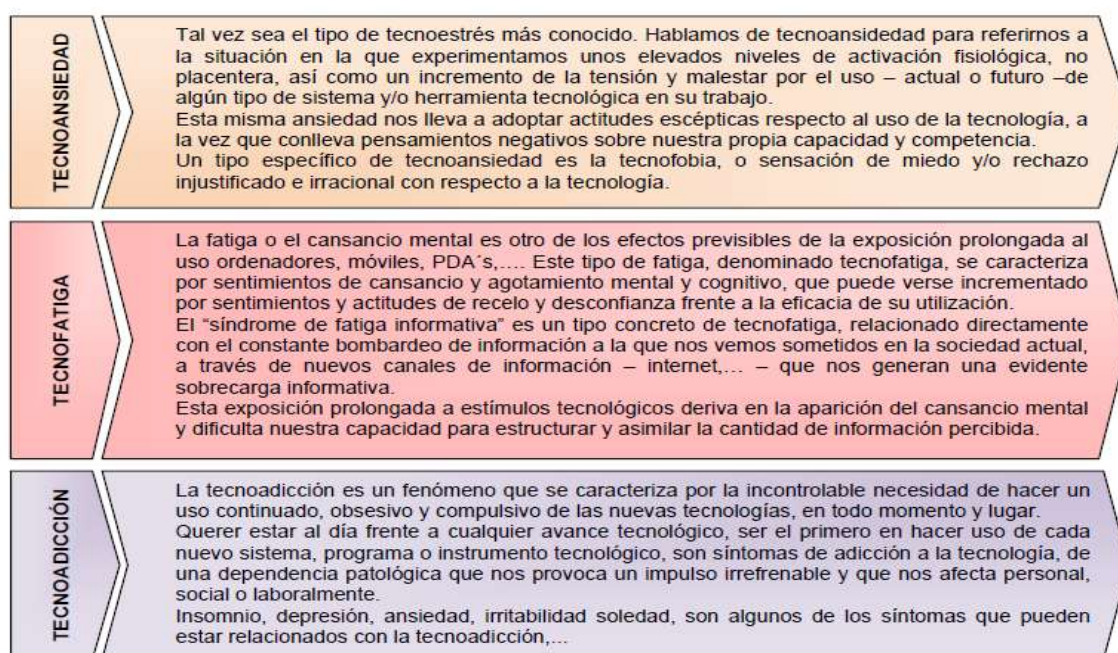 TECNOANSIEDAD
Tal vez sea el tipo de tecnoestrés más conocido. Hablamos de tecnoansidedad para referirnos a
la situación en la que experimentamos unos elevados niveles de activación fisiológica, no
placentera, así como un incremento de la tensión y malestar por el uso – actual o futuro –de
algún tipo de sistema y/o herramienta tecnológica en su trabajo.
Esta misma ansiedad nos lleva a adoptar actitudes escépticas respecto al uso de la tecnología, a
la vez que conlleva pensamientos negativos sobre nuestra propia capacidad y competencia.
Un tipo específico de tecnoansiedad es la tecnofobia, o sensación de miedo y/o rechazo
injustificado e irracional con respecto a la tecnología.
TECNOFATIGA
La fatiga o el cansancio mental es otro de los efectos previsibles de la exposición prolongada al
uso ordenadores, móviles, PDA´s,.... Este tipo de fatiga, denominado tecnofatiga, se caracteriza
por sentimientos de cansancio y agotamiento mental y cognitivo, que puede verse incrementado
por sentimientos y actitudes de recelo y desconfianza frente a la eficacia de su utilización.
El “síndrome de fatiga informativa” es un tipo concreto de tecnofatiga, relacionado directamente
con el constante bombardeo de información a la que nos vemos sometidos en la sociedad actual,
a través de nuevos canales de información – internet,... – que nos generan una evidente
sobrecarga informativa.
Esta exposición prolongada a estímulos tecnológicos deriva en la aparición del cansancio mental
y dificulta nuestra capacidad para estructurar y asimilar la cantidad de información percibida.
TECNOADICCIÓN
La tecnoadicción es un fenómeno que se caracteriza por la incontrolable necesidad de hacer un
uso continuado, obsesivo y compulsivo de las nuevas tecnologías, en todo momento y lugar.
Querer estar al día frente a cualquier avance tecnológico, ser el primero en hacer uso de cada
nuevo sistema, programa o instrumento tecnológico, son síntomas de adicción a la tecnología, de
una dependencia patológica que nos provoca un impulso irrefrenable y que nos afecta personal,
social o laboralmente.
Insomnio, depresión, ansiedad, irritabilidad soledad, son algunos de los síntomas que pueden
estar relacionados con la tecnoadicción,...